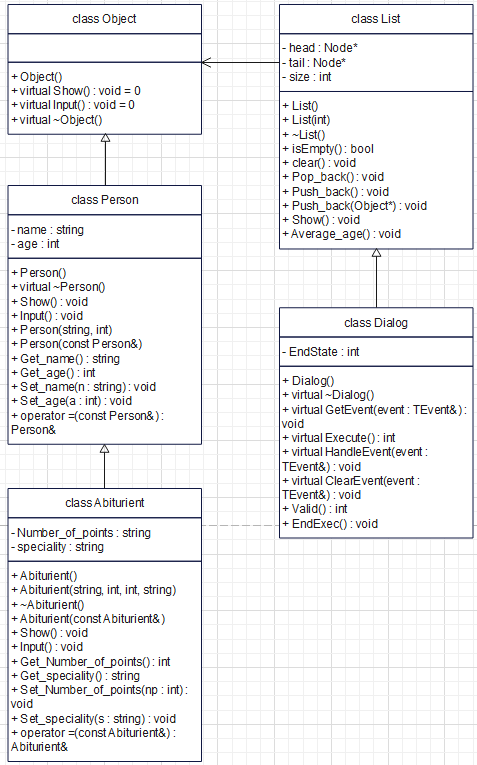 class Object
+ Object()
+ virtual Show() : void = 0
+ virtual Input() : void = 0
+ virtual ~Object()
class Person
- name : string
- age : int
+ Person()
+ virtual ~Person()
+ Show() : void
+ Input() : void
+ Person(string, int)
+ Person(const Person&)
+ Get_name() : string
+ Get_age() : int
+ Set_name(n : string) : void
+ Set_age(a : int) : void
+ operator =(const Person&) :
Person&
class Abiturient
- Number_of_points : string
- speciality : string
+ Abiturient()
+ Abiturient(string, int, int, string)
+ ~Abiturient()
+ Abiturient(const Abiturient&)
+ Show() : void
+ Input() : void
+ Get_Number_of_points() : int
+ Get_speciality() : string
+ Set_Number_of_points(np : int) :
void
+ Set_speciality(s : string) : void
+ operator =(const Abiturient&) :
Abiturient&
class List
- head : Node*
- tail : Node*
- size : int
+ List()
+ List(int)
+ ~List()
+ isEmpty() : bool
+ clear() : void
+ Pop_back() : void
+ Push_back() : void
+ Push_back(Object*) : void
+ Show() : void
+ Average_age() : void
class Dialog
- EndState : int
+ Dialog()
+ virtual ~Dialog()
+ virtual GetEvent(event : TEvent&) :
void
+ virtual Execute() : int
+ virtual HandleEvent(event :
TEvent&) : void
+ virtual ClearEvent(event :
TEvent&) : void
+ Valid() : int
+ EndExec() : void